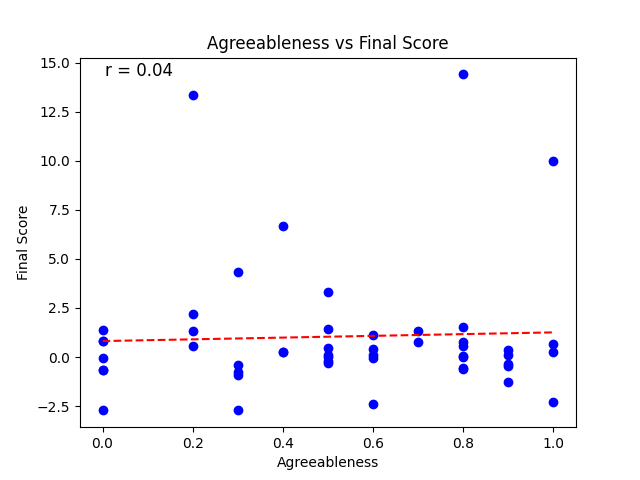 Agreeableness vs Final Score
r = 0.04
15.0
12.5
10.0
7.5
5.0
2.5
0.0
−2.5
Final Score
0.0 0.2 0.4 0.6 0.8 1.0
Agreeableness